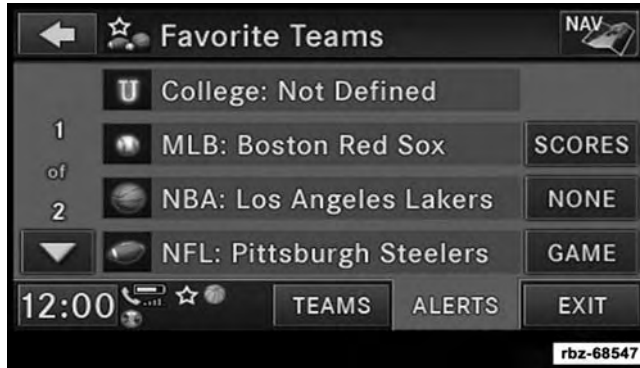 Favorite Teams
NAV
U College: Not Defined
1
of
2
MLB: Boston Red Sox
SCORES
NBA: Los Angeles Lakers
NONE
NFL: Pittsburgh Steelers
GAME
12:00
TEAMS
ALERTS
EXIT
rbz-68547